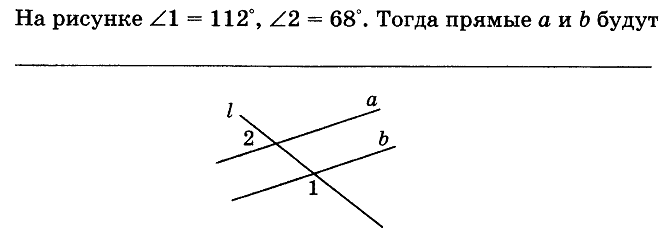 На рисунке ∠1 = 112°, ∠2 = 68°. Тогда прямые a и b будут
a
l
2
b
1